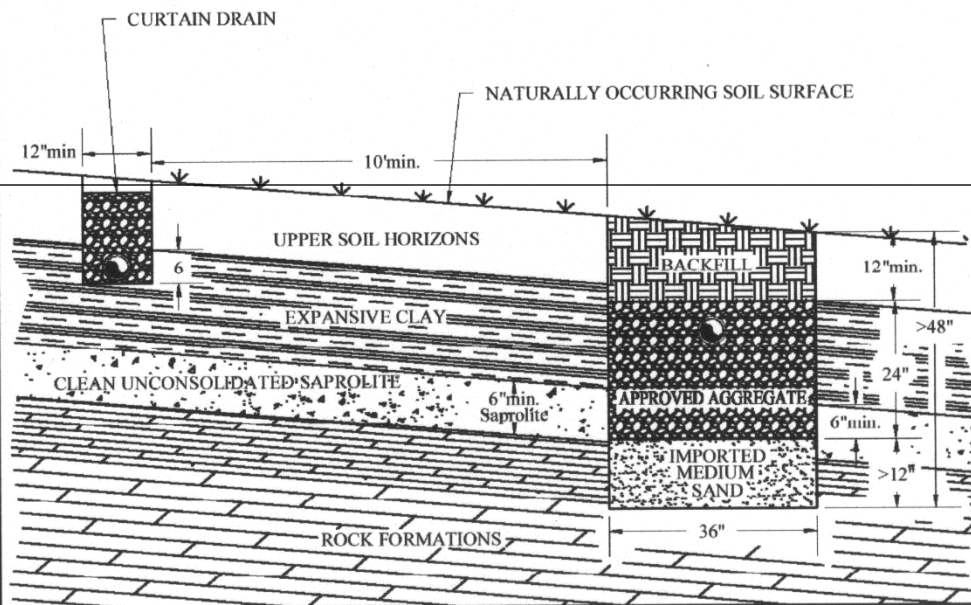 CURTAIN DRAIN
NATURALLY OCCURRING SOIL SURFACE
12"min
10'min.
UPPER SOIL HORIZONS
6
BACKFILL
12"min.
EXPANSIVE CLAY
>48"
24"
CLEAN UNCONSOLIDATED SAPROLITE
6"min.
Saprolite
APPROVED AGGREGATE
6"min.
IMPORTED
MEDIUM
SAND
>12"
36"
ROCK FORMATIONS